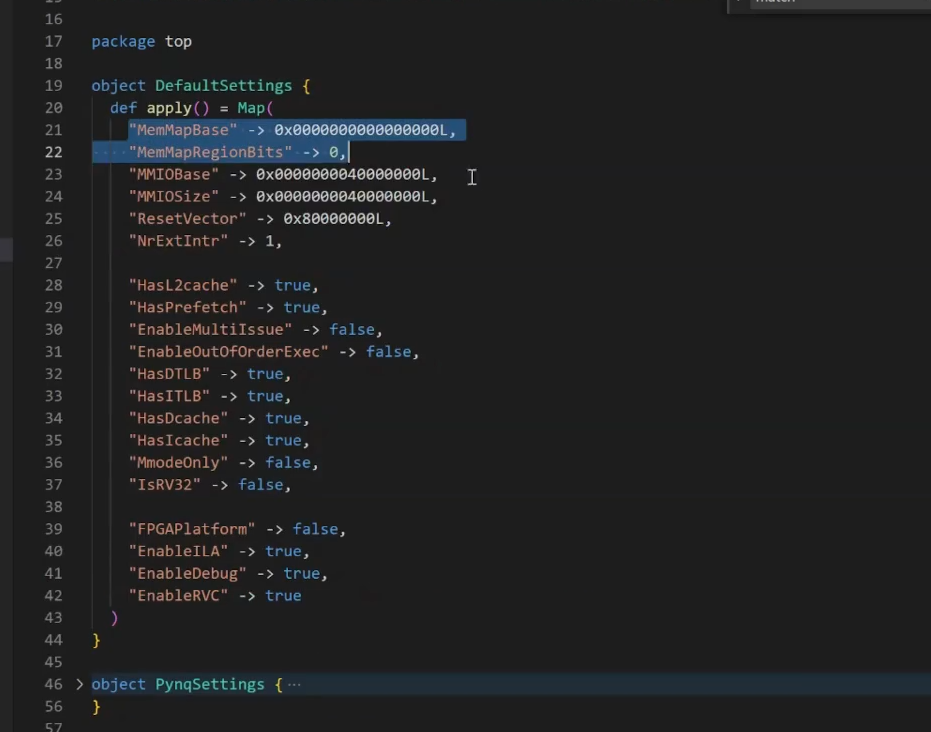 match
16
17 package top
18
19 object DefaultSettings {
20 def apply() = Map(
21 "MemMapBase" -> 0x0000000000000000L,
22 "MemMapRegionBits" -> 0,
23 "MMIOBase" -> 0x0000000040000000L,
24 "MMIOSize" -> 0x0000000040000000L,
25 "ResetVector" -> 0x80000000L,
26 "NrExtIntr" -> 1,
27
28 "HasL2cache" -> true,
29 "HasPrefetch" -> true,
30 "EnableMultiIssue" -> false,
31 "EnableOutOfOrderExec" -> false,
32 "HasDTLB" -> true,
33 "HasITLB" -> true,
34 "HasDcache" -> true,
35 "HasIcache" -> true,
36 "MmodeOnly" -> false,
37 "IsRV32" -> false,
38
39 "FPGAPlatform" -> false,
40 "EnableILA" -> true,
41 "EnableDebug" -> true,
42 "EnableRVC" -> true
43 )
44 }
45
46 > object PynqSettings { ···
56 }
57